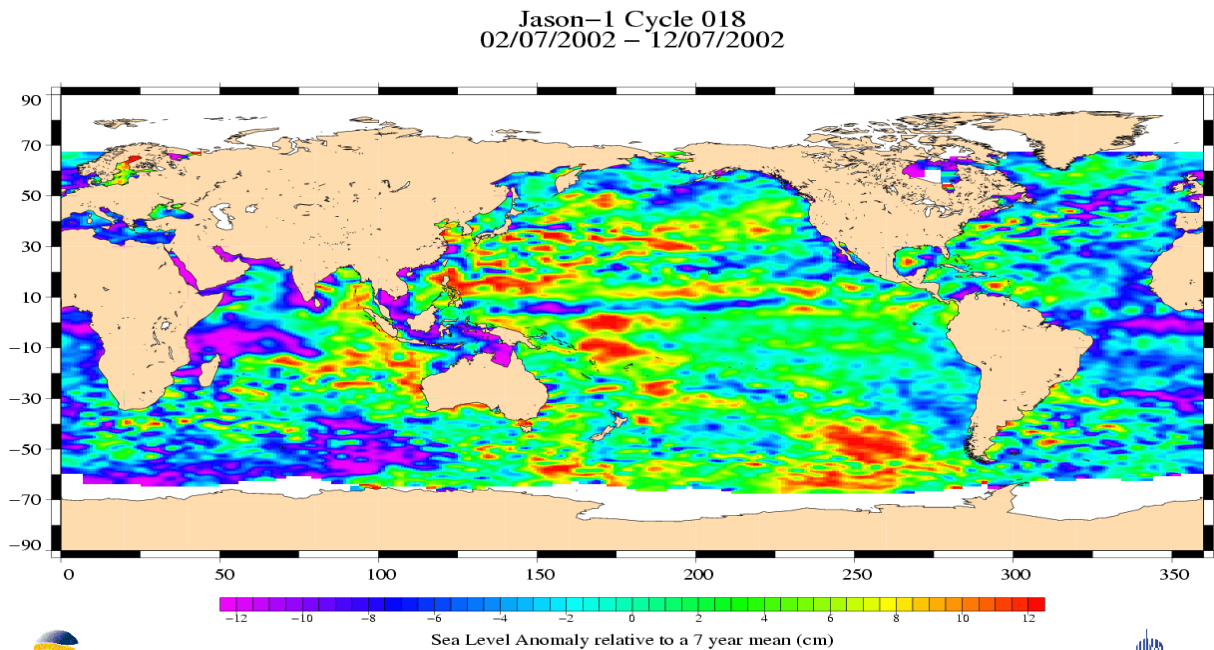 Jason−1 Cycle 018
02/07/2002 − 12/07/2002
90
70
50
30
10
−10
−30
−50
−70
−90
0 50 100 150 200 250 300 350
−12 −10 −8 −6 −4 −2 0 2 4 6 8 10 12
Sea Level Anomaly relative to a 7 year mean (cm)